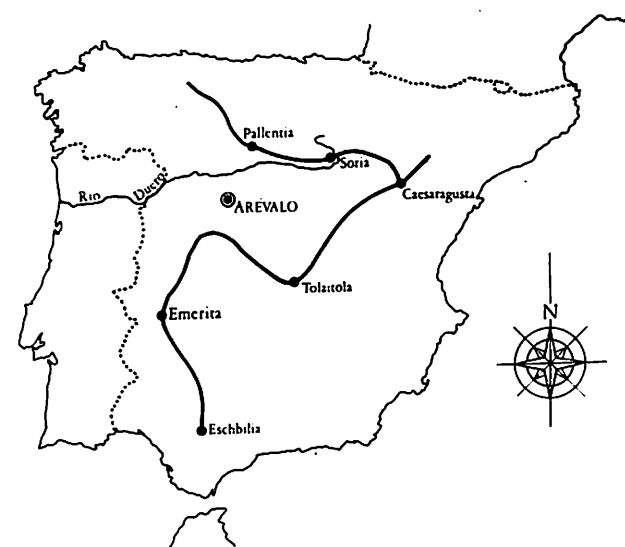 Pallentia
Soria
Caesaragusta
Rio Duero
ARÉVALO
Tolaitola
N
Emerita
Eschbilia